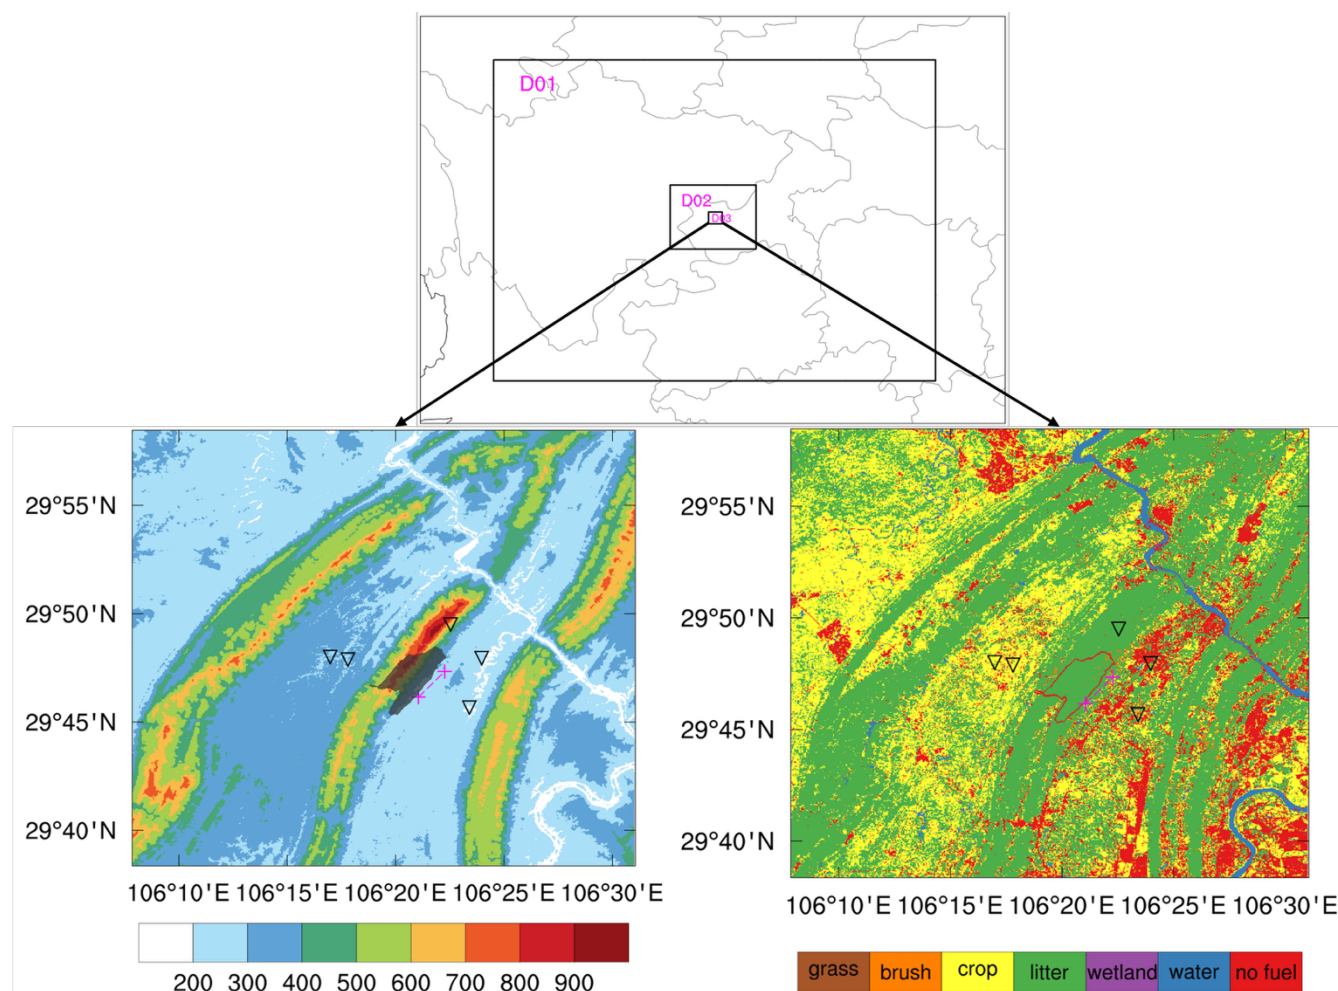 D01
D02
D03
29°55'N
29°50'N
29°45'N
29°40'N
106°10'E 106°15'E 106°20'E 106°25'E 106°30'E
200 300 400 500 600 700 800 900
29°55'N
29°50'N
29°45'N
29°40'N
106°10'E 106°15'E 106°20'E 106°25'E 106°30'E
grass brush crop litter wetland water no fuel